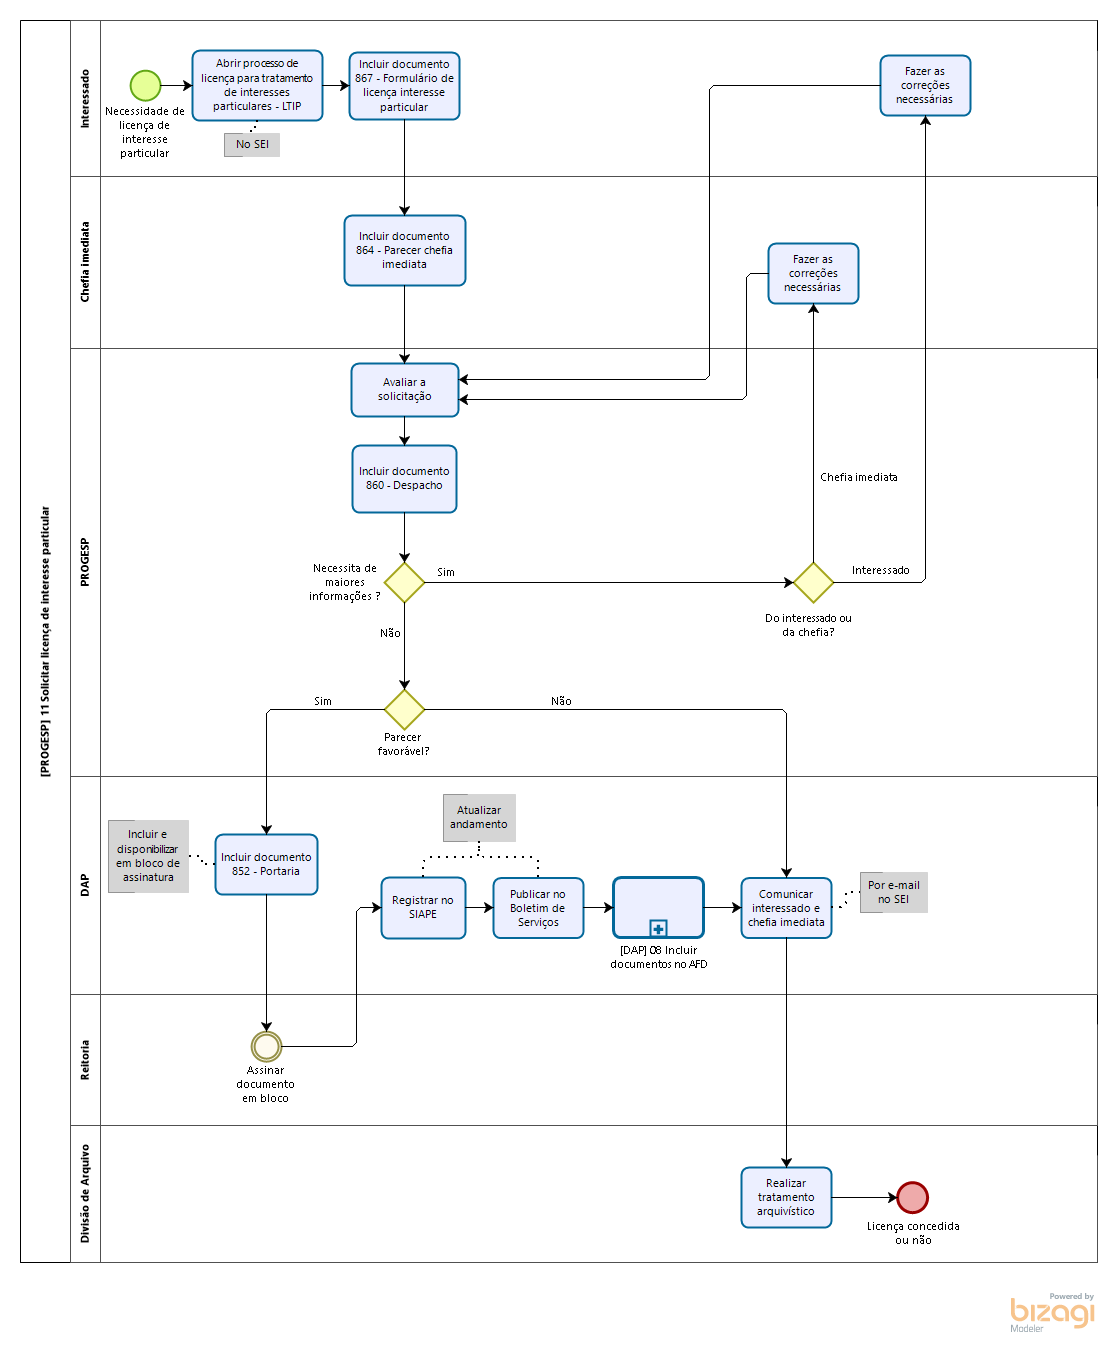 [PROGESP] 11 Solicitar licença de interesse particular
Interessado
Necessidade de
licença de
interesse
particular
Abrir processo de
licença para tratamento
de interesses
particulares - LTIP
No SEI
Incluir documento
867 - Formulário de
licença interesse
particular
Fazer as
correções
necessárias
Chefia imediata
Incluir documento
864 - Parecer chefia
imediata
Fazer as
correções
necessárias
PROGESP
Avaliar a
solicitação
Incluir documento
860 - Despacho
Chefia imediata
Necessita de
maiores
informações ?
Sim
Interessado
Do interessado ou
da chefia?
Não
Sim
Não
Parecer
favorável?
DAP
Incluir e
disponibilizar
em bloco de
assinatura
Incluir documento
852 - Portaria
Atualizar
andamento
Registrar no
SIAPE
Publicar no
Boletim de
Serviços
[DAP] 08 Incluir
documentos no AFD
Comunicar
interessado e
chefia imediata
Por e-mail
no SEI
Reitoria
Assinar
documento
em bloco
Divisão de Arquivo
Realizar
tratamento
arquivístico
Licença concedida
ou não
Powered by
bizagi
Modeler